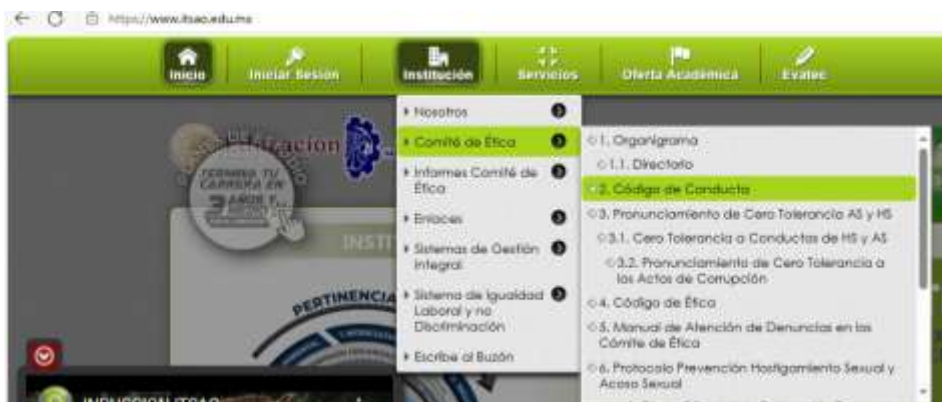 https://www.itsao.edu.mx
Inicio
Iniciar Sesión
Institución
Servicios
Oferta Académica
Evatec
Nosotros
Comité de Ética
Informes Comité de
Ética
Enlaces
Sistemas de Gestión
Integral
Sistema de Igualdad
Laboral y no
Discriminación
Escribe al Buzón
1. Organigrama
1.1. Directorio
2. Código de Conducta
3. Pronunciamiento de Cero Tolerancia AS y HS
3.1. Cero Tolerancia a Conductas de HS y AS
3.2. Pronunciamiento de Cero Tolerancia a
los Actos de Corrupción
4. Código de Ética
5. Manual de Atención de Denuncias en los
Cómite de Ética
6. Protocolo Prevención Hostigamiento Sexual y
Acoso Sexual
TERMINA TU
CARRERA EN
3 AÑOS Y
INSTI
PERTINENCIA
INDUCCION ITSAO